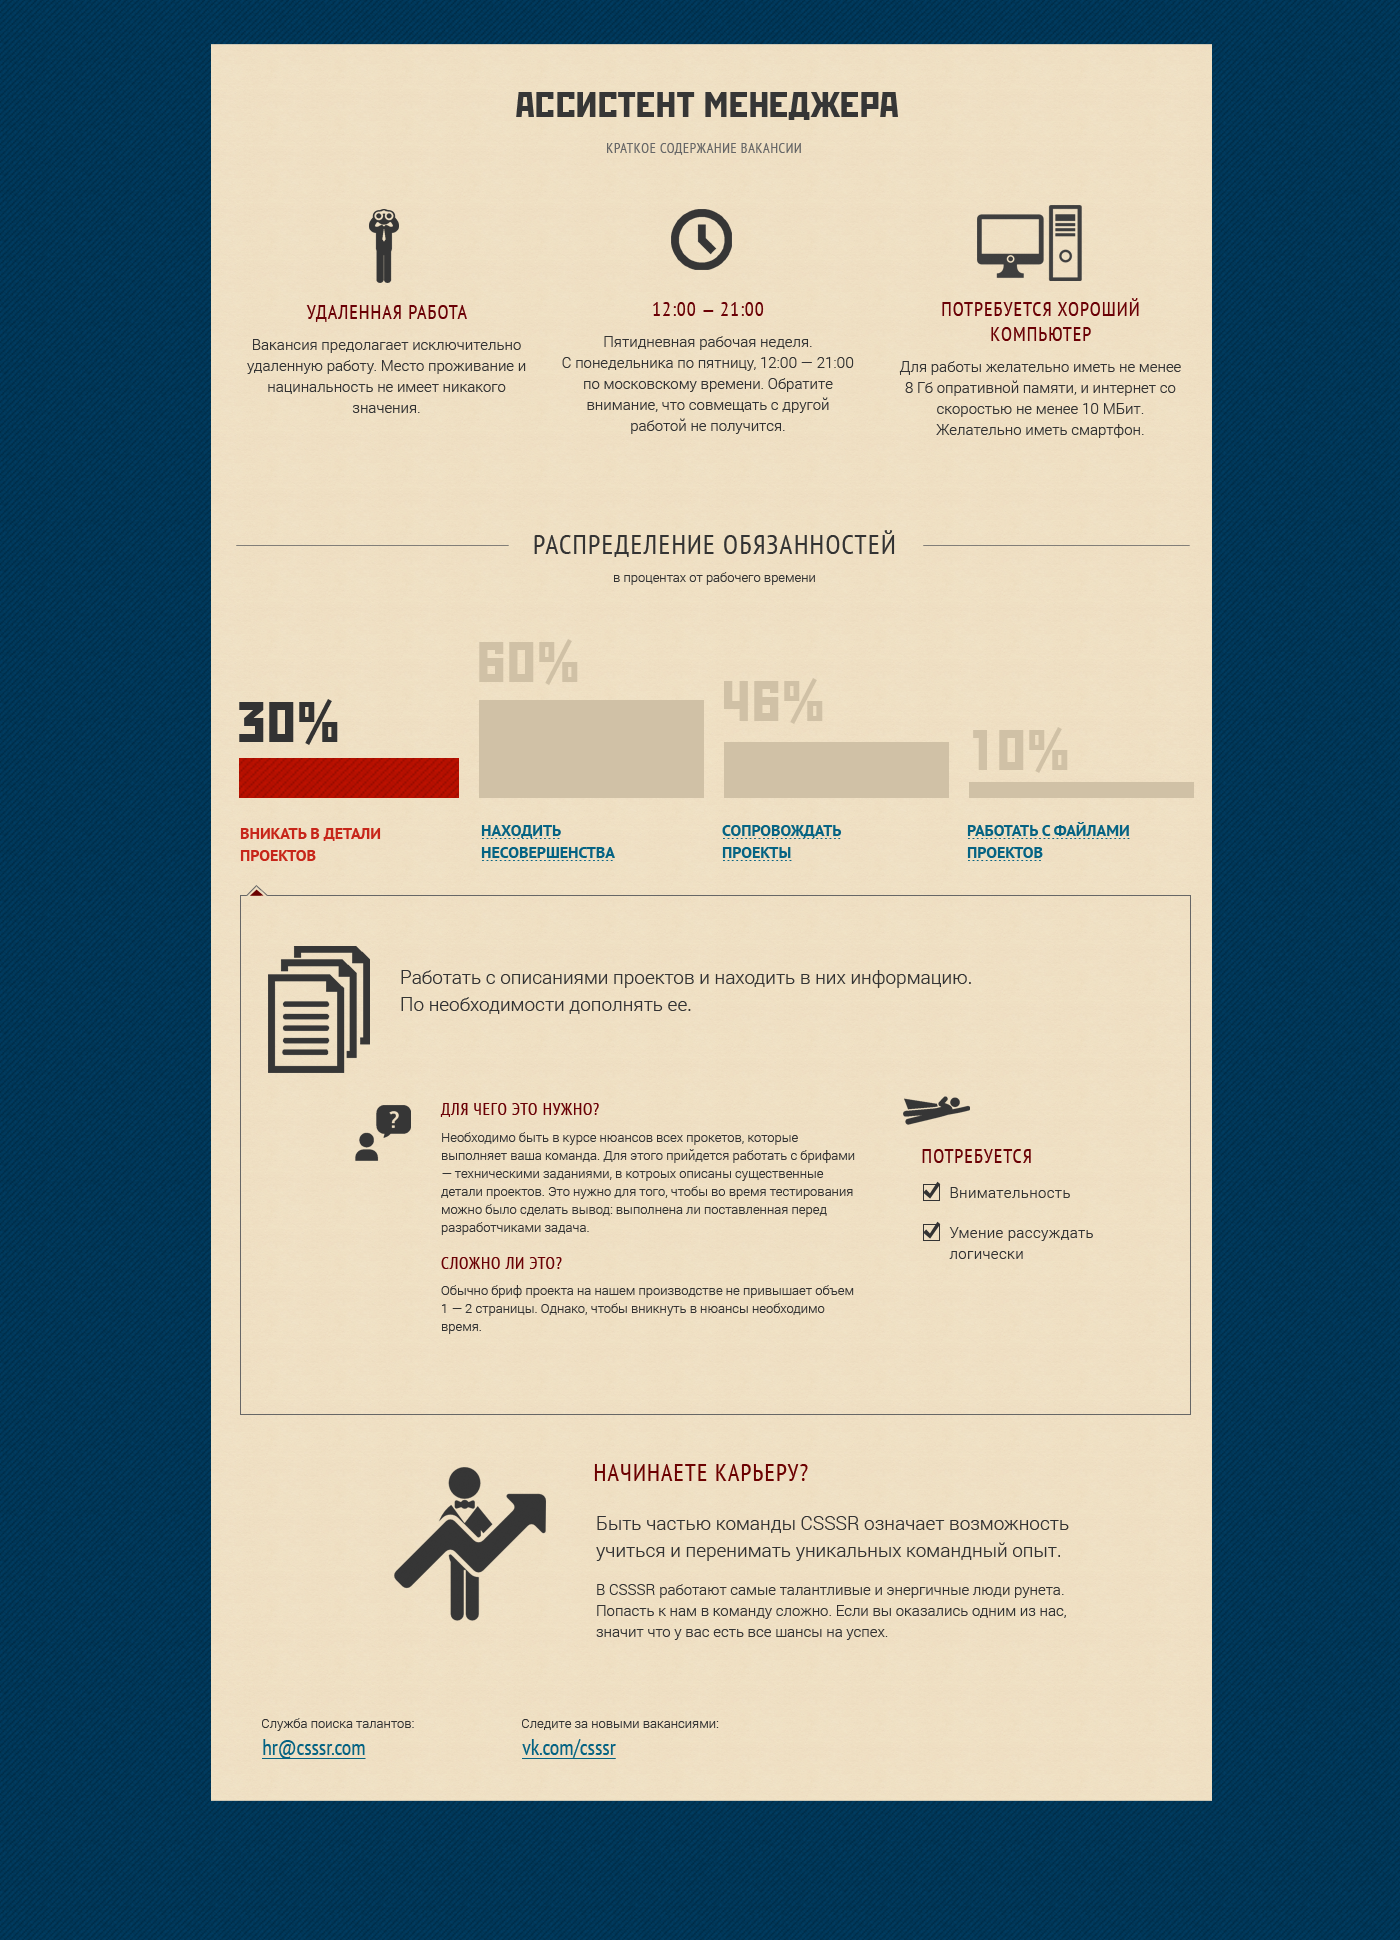 АССИСТЕНТ МЕНЕДЖЕРА
КРАТКОЕ СОДЕРЖАНИЕ ВАКАНСИИ
УДАЛЕННАЯ РАБОТА
Вакансия предолагает исключительно
удаленную работу. Место проживание и
нацинальность не имеет никакого
значения.
12:00 — 21:00
Пятидневная рабочая неделя.
С понедельника по пятницу, 12:00 — 21:00
по московскому времени. Обратите
внимание, что совмещать с другой
работой не получится.
ПОТРЕБУЕТСЯ ХОРОШИЙ
КОМПЬЮТЕР
Для работы желательно иметь не менее
8 Гб опративной памяти, и интернет со
скоростью не менее 10 МБит.
Желательно иметь смартфон.
РАСПРЕДЕЛЕНИЕ ОБЯЗАННОСТЕЙ
в процентах от рабочего времени
30%
60%
46%
10%
ВНИКАТЬ В ДЕТАЛИ
ПРОЕКТОВ
НАХОДИТЬ
НЕСОВЕРШЕНСТВА
СОПРОВОЖДАТЬ
ПРОЕКТЫ
РАБОТАТЬ С ФАЙЛАМИ
ПРОЕКТОВ
Работать с описаниями проектов и находить в них информацию.
По необходимости дополнять ее.
?
ДЛЯ ЧЕГО ЭТО НУЖНО?
Необходимо быть в курсе нюансов всех прокетов, которые
выполняет ваша команда. Для этого прийдется работать с брифами
— техническими заданиями, в котроых описаны существенные
детали проектов. Это нужно для того, чтобы во время тестирования
можно было сделать вывод: выполнена ли поставленная перед
разработчиками задача.
СЛОЖНО ЛИ ЭТО?
Обычно бриф проекта на нашем производстве не привышает объем
1 — 2 страницы. Однако, чтобы вникнуть в нюансы необходимо
время.
ПОТРЕБУЕТСЯ
Внимательность
Умение рассуждать
логически
НАЧИНАЕТЕ КАРЬЕРУ?
Быть частью команды CSSSR означает возможность
учиться и перенимать уникальных командный опыт.
В CSSSR работают самые талантливые и энергичные люди рунета.
Попасть к нам в команду сложно. Если вы оказались одним из нас,
значит что у вас есть все шансы на успех.
Служба поиска талантов:
hr@csssr.com
Следите за новыми вакансиями:
vk.com/csssr